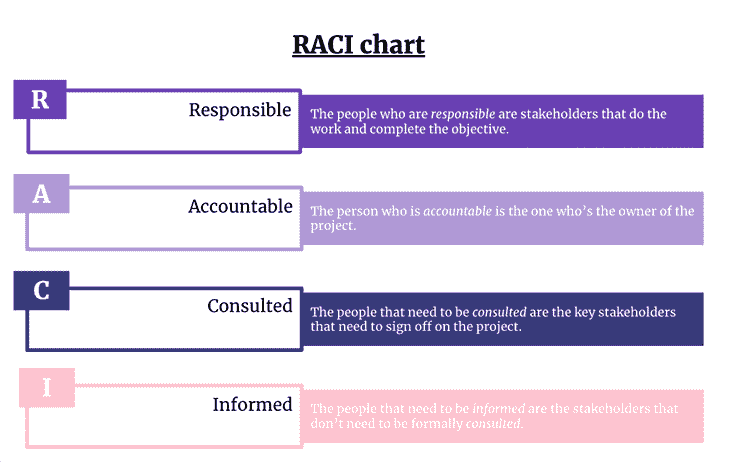 RACI chart
R
Responsible
The people who are responsible are stakeholders that do the
work and complete the objective.
A
Accountable
The person who is accountable is the one who's the owner of the
project.
C
Consulted
The people that need to be consulted are the key stakeholders
that need to sign off on the project.
I
Informed
The people that need to be informed are the stakeholders that
don't need to be formally consulted.